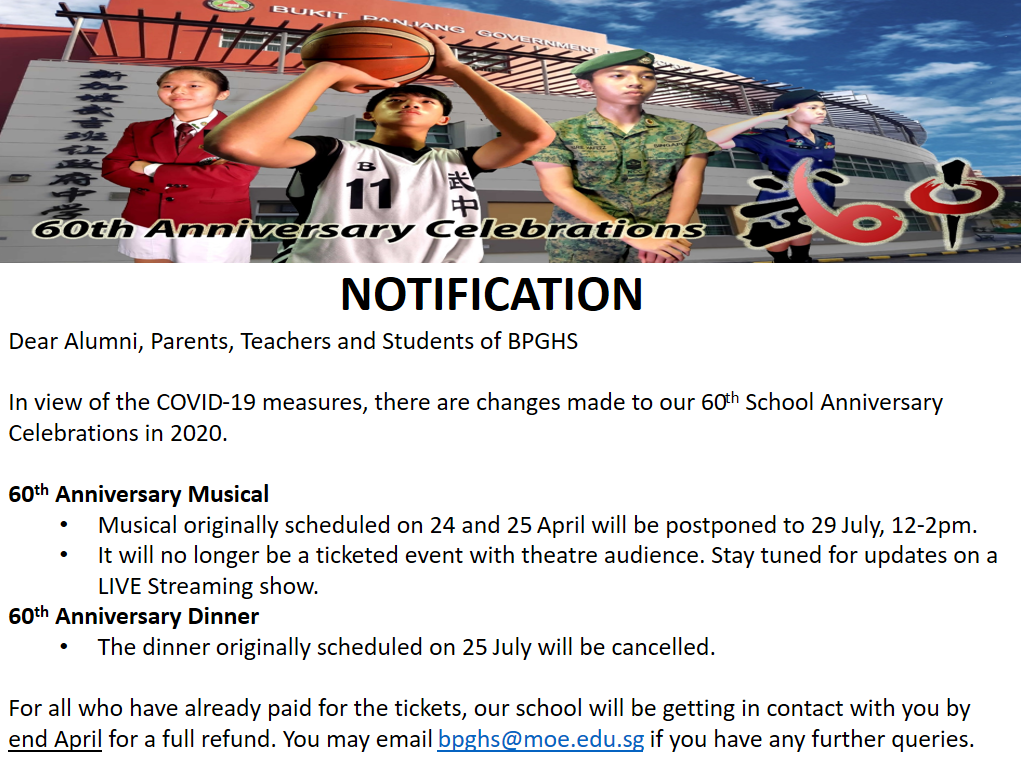 BUKIT PANJANG GOVERNMENT
新加坡武吉班让政府中学
B
11
武
中
SINGAPO
60th Anniversary Celebrations
60
NOTIFICATION
Dear Alumni, Parents, Teachers and Students of BPGHS
In view of the COVID-19 measures, there are changes made to our 60th School Anniversary
Celebrations in 2020.
60th Anniversary Musical
• Musical originally scheduled on 24 and 25 April will be postponed to 29 July, 12-2pm.
• It will no longer be a ticketed event with theatre audience. Stay tuned for updates on a
LIVE Streaming show.
60th Anniversary Dinner
• The dinner originally scheduled on 25 July will be cancelled.
For all who have already paid for the tickets, our school will be getting in contact with you by
end April for a full refund. You may email bpghs@moe.edu.sg if you have any further queries.